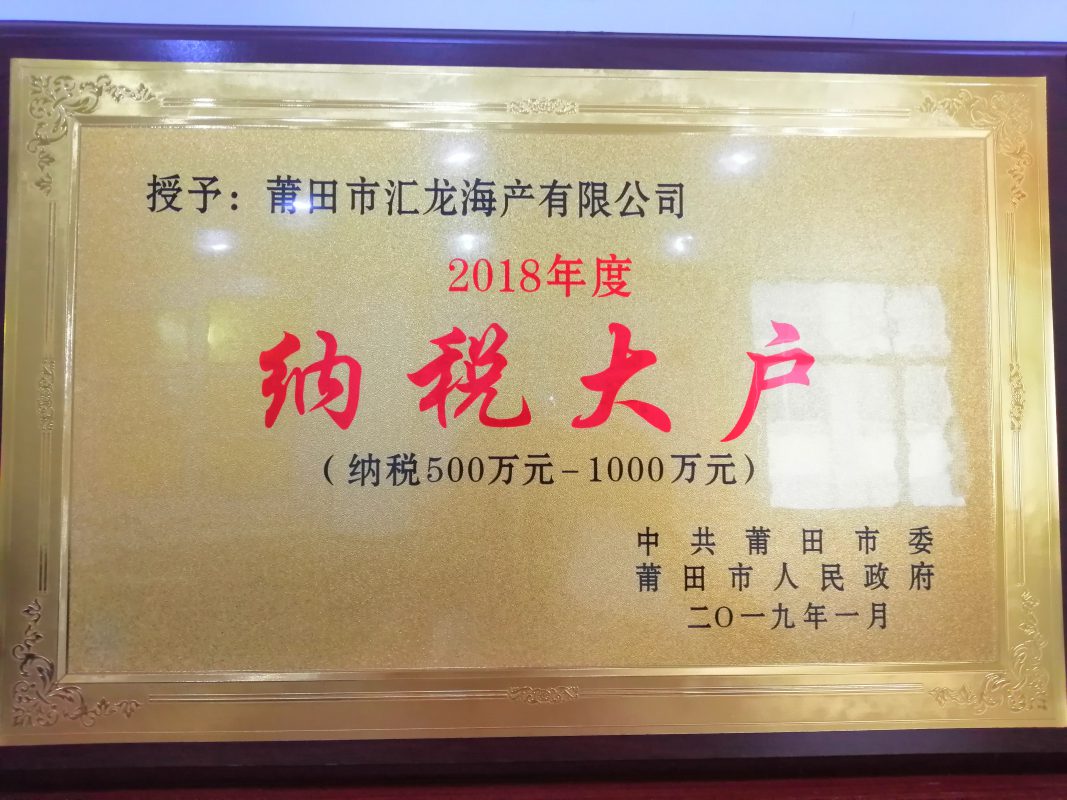 授予：莆田市汇龙海产有限公司
2018年度
纳税大户
（纳税500万元-1000万元）
中共莆田市委
莆田市人民政府
二〇一九年一月